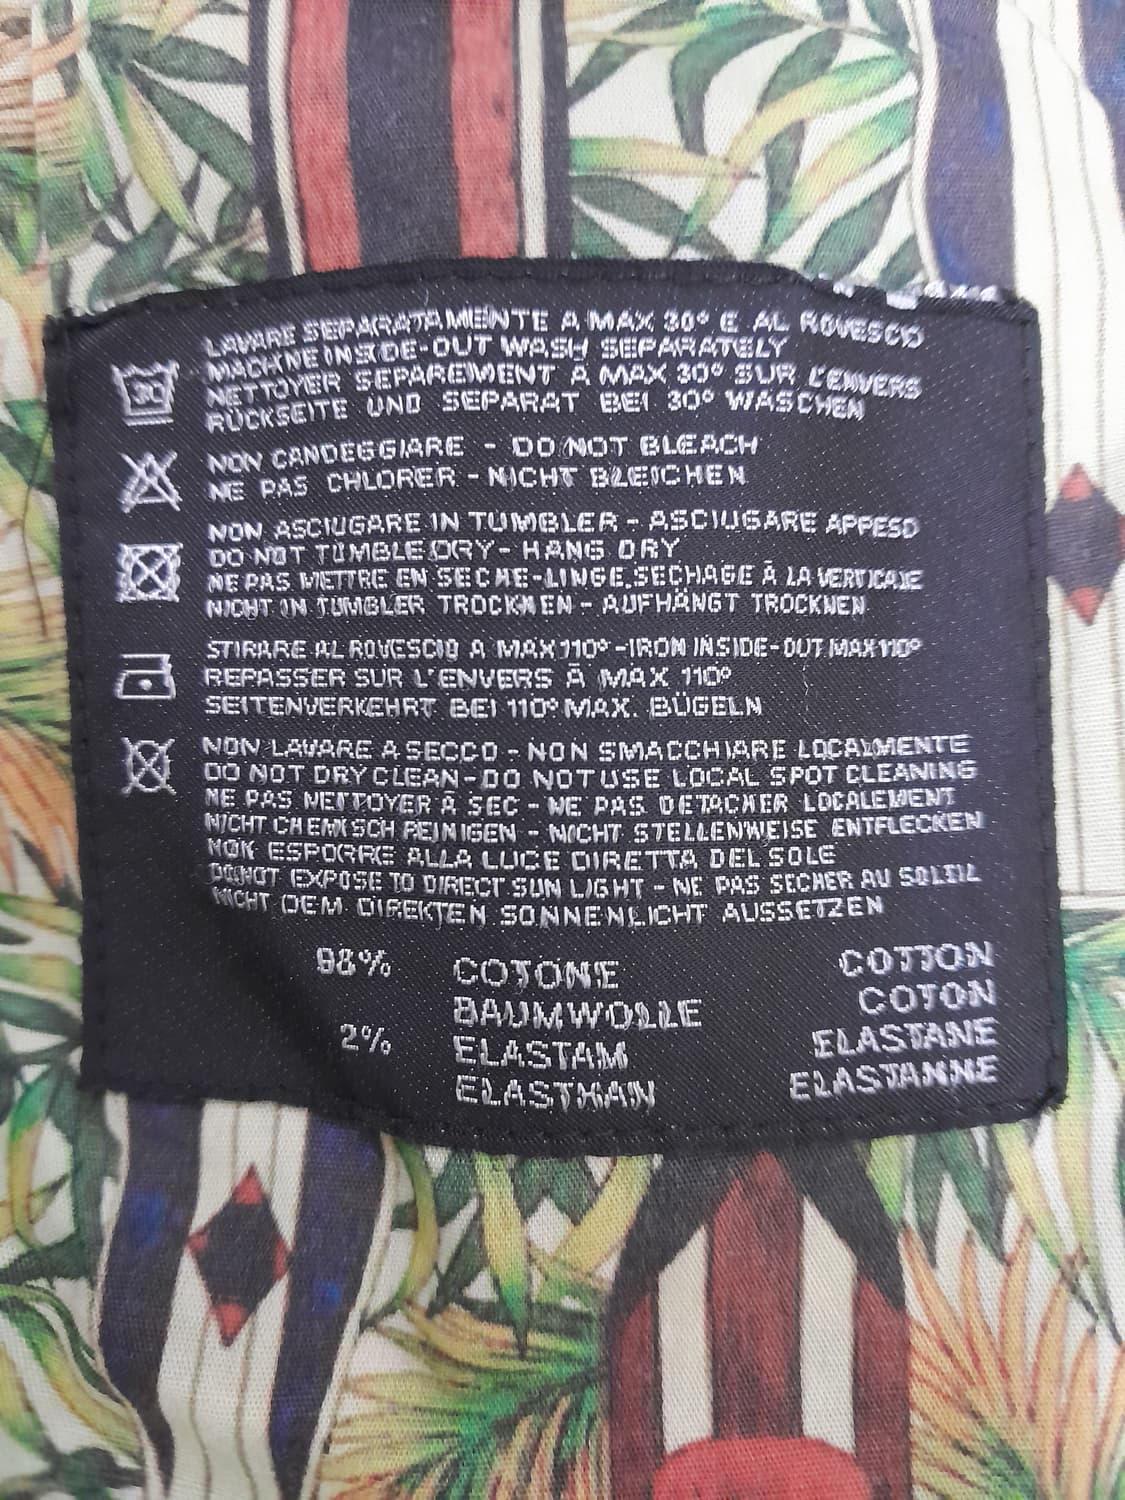 30
LAVARE SEPARATAMENTE A MAX 30° E AL ROVESCIO
MACHINE INSIDE-OUT WASH SEPARATELY
NETTOYER SEPAREMENT A MAX 30° SUR L'ENVERS
RÜCKSEITE UND SEPARAT BEI 30° WASCHEN
NON CANDEGGIARE - DO NOT BLEACH
NE PAS CHLORER - NICHT BLEICHEN
NON ASCIUGARE IN TUMBLER - ASCIUGARE APPESO
DO NOT TUMBLE DRY - HANG DRY
NE PAS METTRE EN SECHE-LINGE.SECHAGE À LA VERTICALE
NICHT IN TUMBLER TROCKNEN - AUFHÄNGT TROCKNEN
STIRARE AL ROVESCIO A MAX 110° - IRON INSIDE-OUT MAX 110°
REPASSER SUR L'ENVERS À MAX 110°
SEITENVERKEHRT BEI 110° MAX. BÜGELN
NON LAVARE A SECCO - NON SMACCHIARE LOCALMENTE
DO NOT DRY CLEAN - DO NOT USE LOCAL SPOT CLEANING
NE PAS NETTOYER A SEC - NE PAS DETACHER LOCALEMENT
NICHT CHEMISCH REINIGEN - NICHT STELLENWEISE ENTFLECKEN
NON ESPORRE ALLA LUCE DIRETTA DEL SOLE
DO NOT EXPOSE TO DIRECT SUN LIGHT - NE PAS SECHER AU SOLEIL
NICHT DEM DIREKTEN SONNENLICHT AUSSETZEN
98% COTONE COTTON
BAUMWOLLE COTON
2% ELASTAM ELASTANE
ELASTHAN ELASTANNE